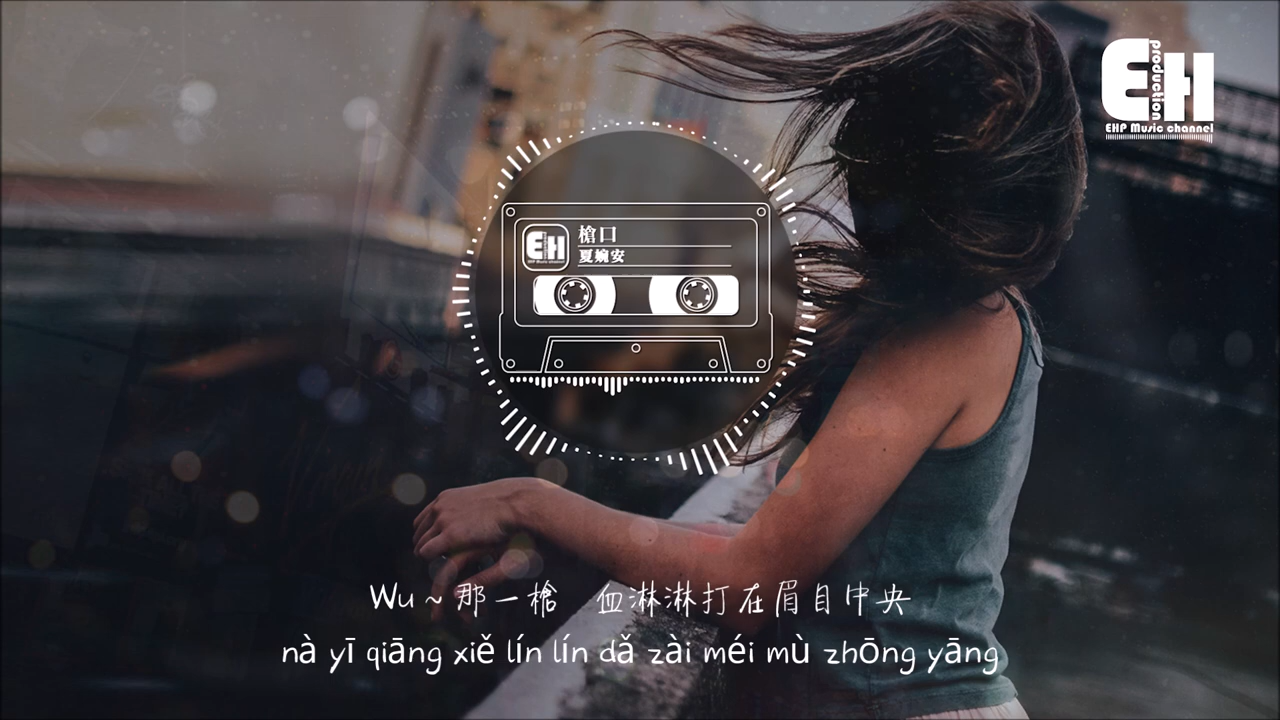 EH
production
EHP Music channel
EH
槍口
夏婉安
Wu~那一槍 血淋淋打在眉目中央
nà yī qiāng xiě lín lín dǎ zài méi mù zhōng yāng